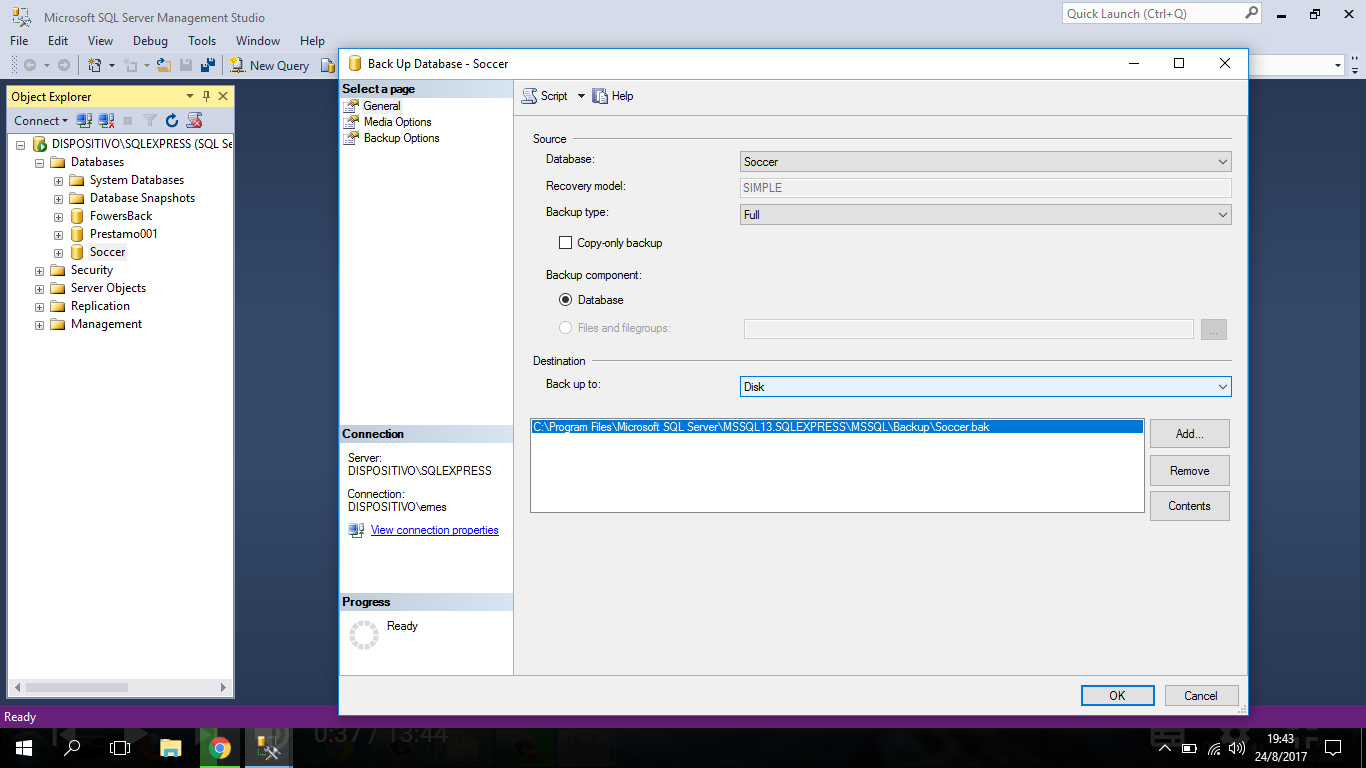 Microsoft SQL Server Management Studio
Quick Launch (Ctrl+Q)
File Edit View Debug Tools Window Help
New Query
Object Explorer
Connect
DISPOSITIVO\SQLEXPRESS (SQL Se
Databases
System Databases
Database Snapshots
FowersBack
Prestamo001
Soccer
Security
Server Objects
Replication
Management
Back Up Database - Soccer
Select a page
General
Media Options
Backup Options
Connection
Server:
DISPOSITIVO\SQLEXPRESS
Connection:
DISPOSITIVO\emes
View connection properties
Progress
Ready
Script Help
Source
Database: Soccer
Recovery model: SIMPLE
Backup type: Full
Copy-only backup
Backup component:
Database
Files and filegroups:
...
Destination
Back up to: Disk
C:\Program Files\Microsoft SQL Server\MSSQL13.SQLEXPRESS\MSSQL\Backup\Soccer.bak
Add...
Remove
Contents
OK Cancel
Ready
0:37 / 13:44
19:43
24/8/2017